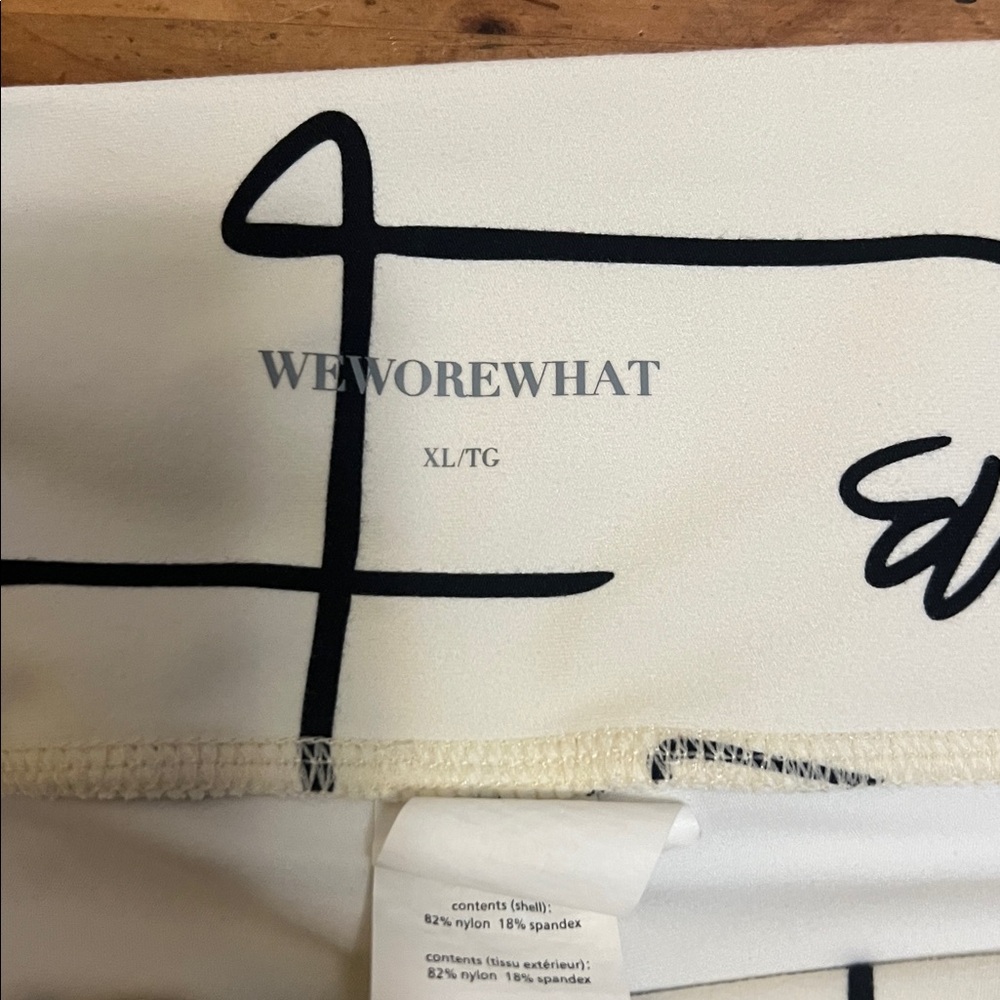 WEWOREWHAT
XL/TG
contents (shell):
82% nylon 18% spandex
contents (tissu extérieur):
82% nylon 18% spandex